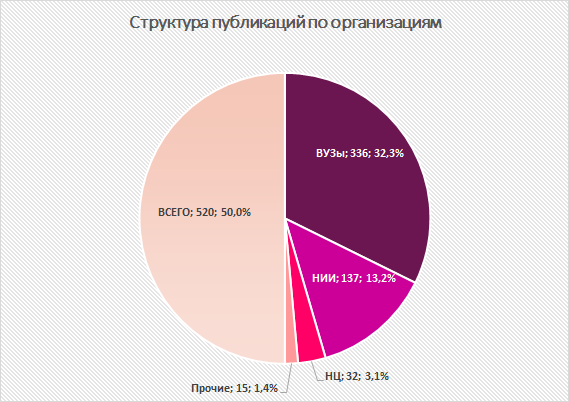 Структура публикаций по организациям
ВУЗы; 336; 32,3%
ВСЕГО; 520; 50,0%
НИИ; 137; 13,2%
НЦ; 32; 3,1%
Прочие; 15; 1,4%